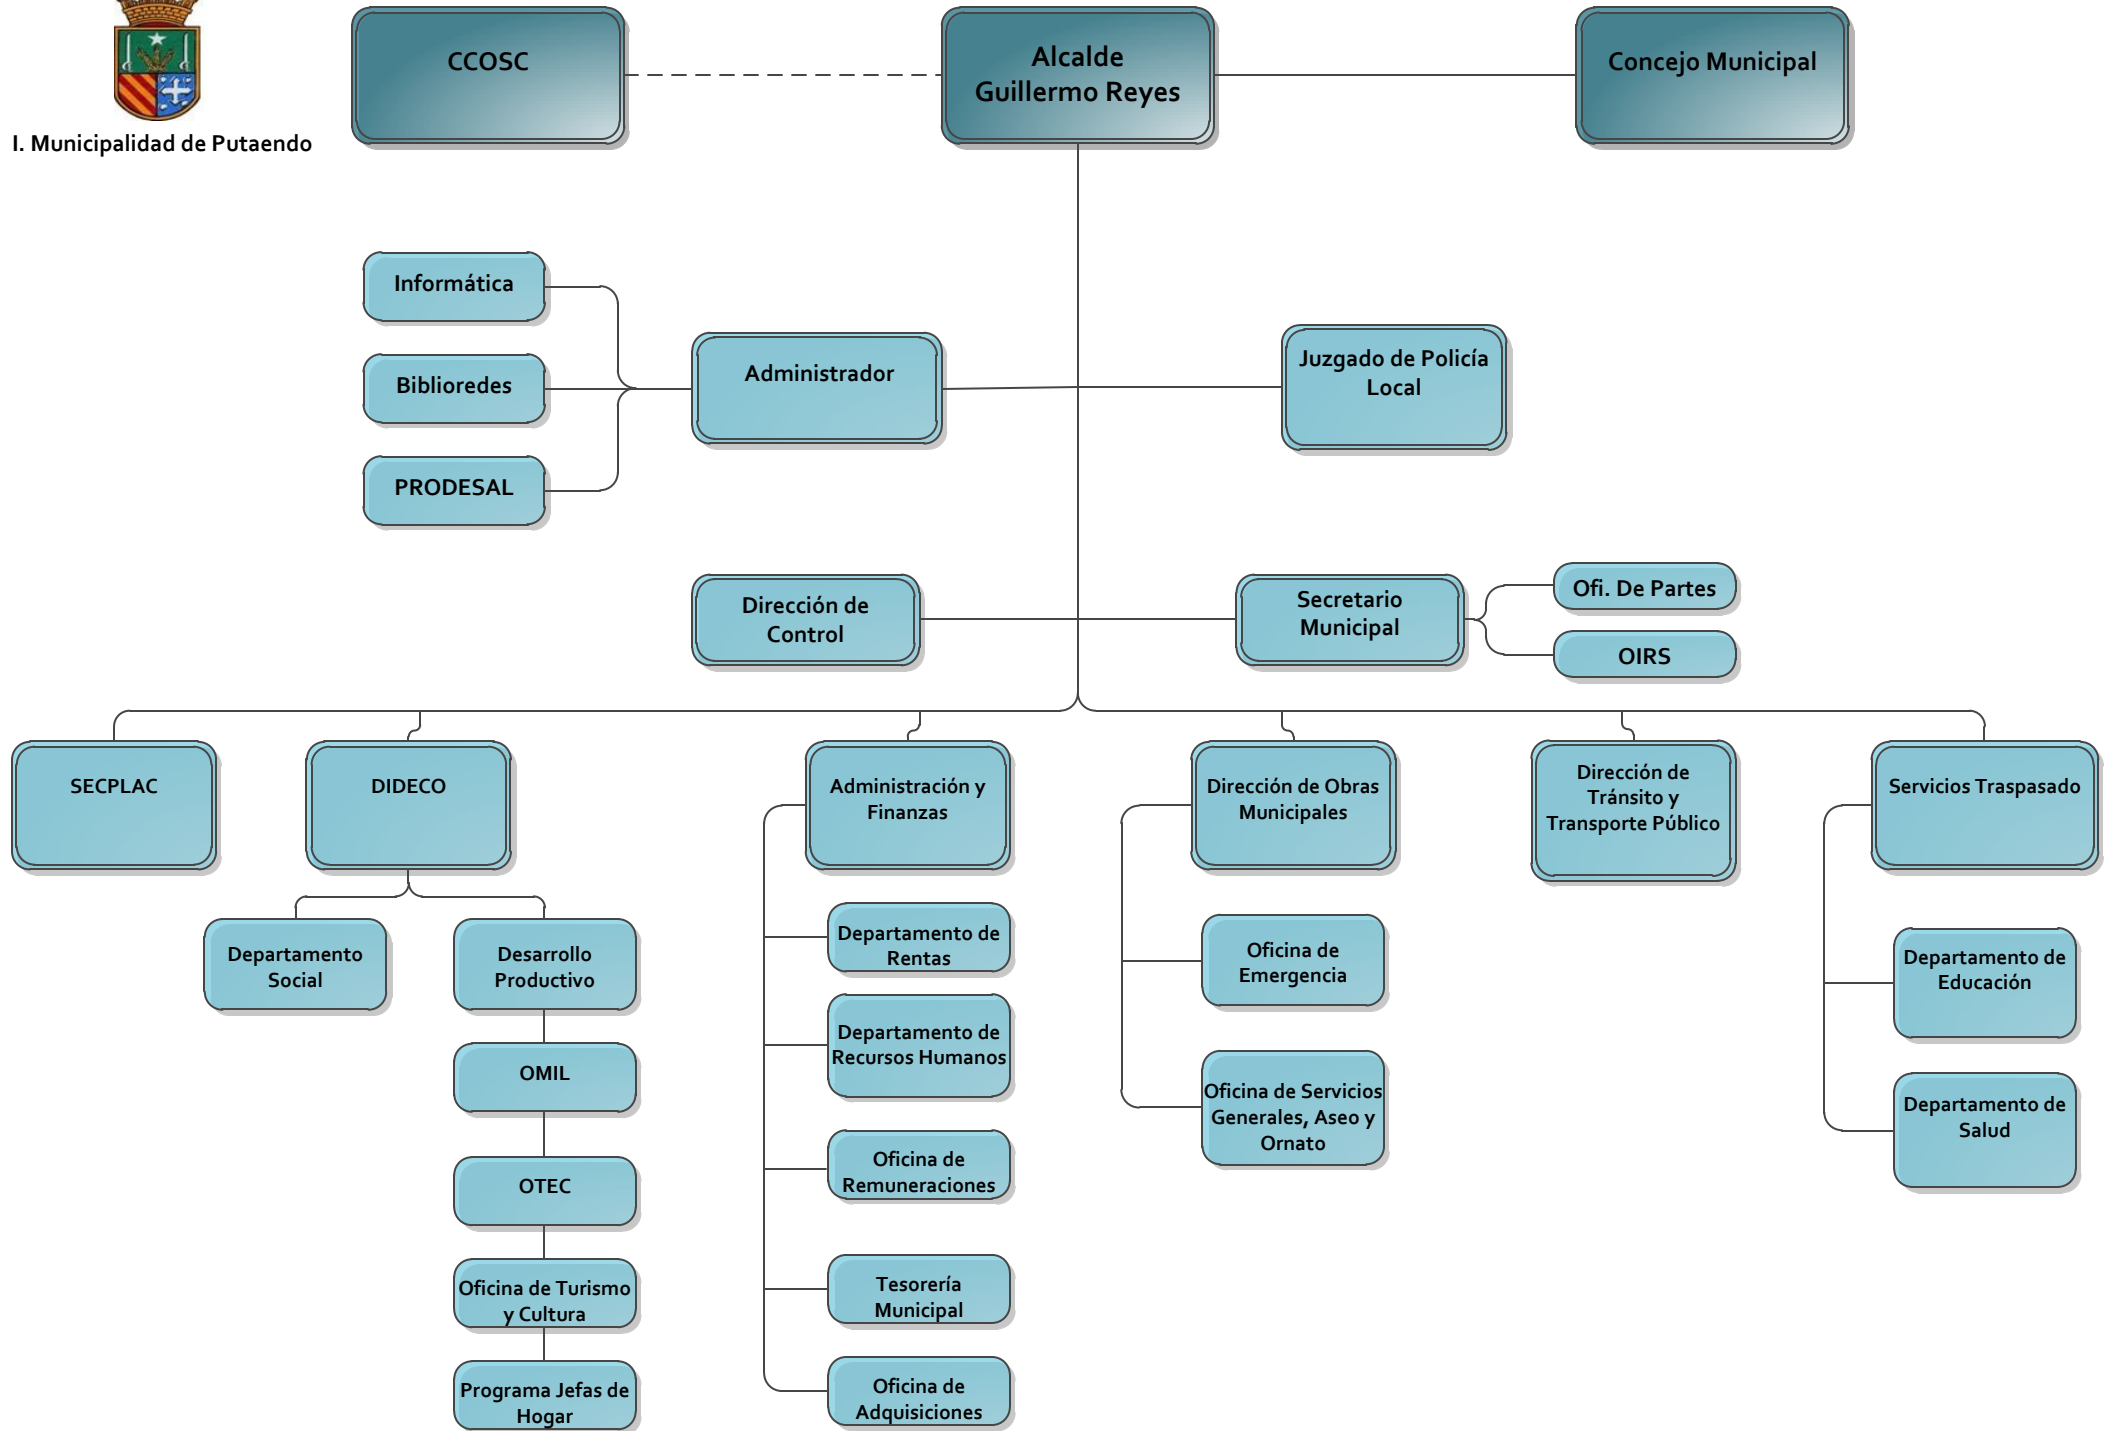 CCOSC
Alcalde
Guillermo Reyes
Concejo Municipal
I. Municipalidad de Putaendo
Informática
Biblioredes
PRODESAL
Administrador
Juzgado de Policía
Local
Dirección de
Control
Secretario
Municipal
Ofi. De Partes
OIRS
SECPLAC
DIDECO
Administración y
Finanzas
Dirección de Obras
Municipales
Dirección de
Tránsito y
Transporte Público
Servicios Traspasado
Departamento
Social
Desarrollo
Productivo
OMIL
OTEC
Oficina de Turismo
y Cultura
Programa Jefas de
Hogar
Departamento de
Rentas
Departamento de
Recursos Humanos
Oficina de
Remuneraciones
Tesorería
Municipal
Oficina de
Adquisiciones
Oficina de
Emergencia
Oficina de Servicios
Generales, Aseo y
Ornato
Departamento de
Educación
Departamento de
Salud